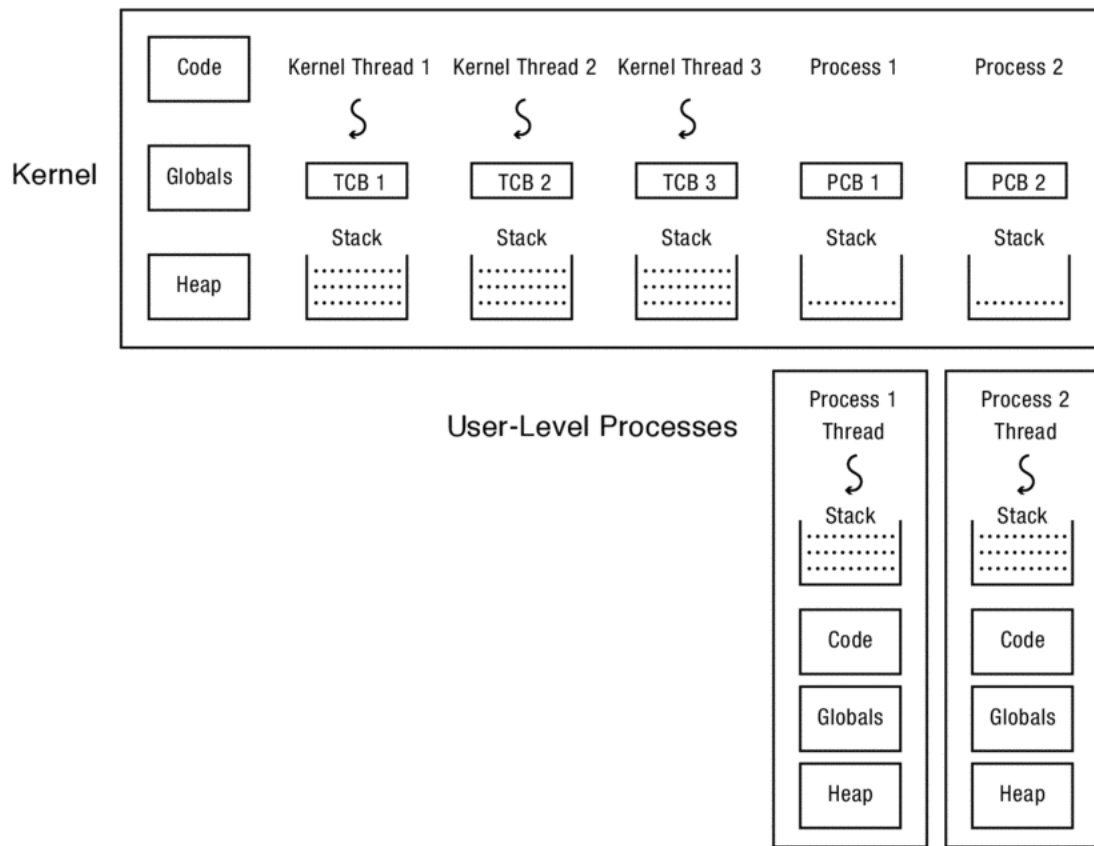 Code
Kernel Thread 1
Kernel Thread 2
Kernel Thread 3
Process 1
Process 2
Kernel
Globals
TCB 1
TCB 2
TCB 3
PCB 1
PCB 2
Stack
Stack
Stack
Stack
Stack
Heap
User-Level Processes
Process 1
Thread
Stack
Code
Globals
Heap
Process 2
Thread
Stack
Code
Globals
Heap